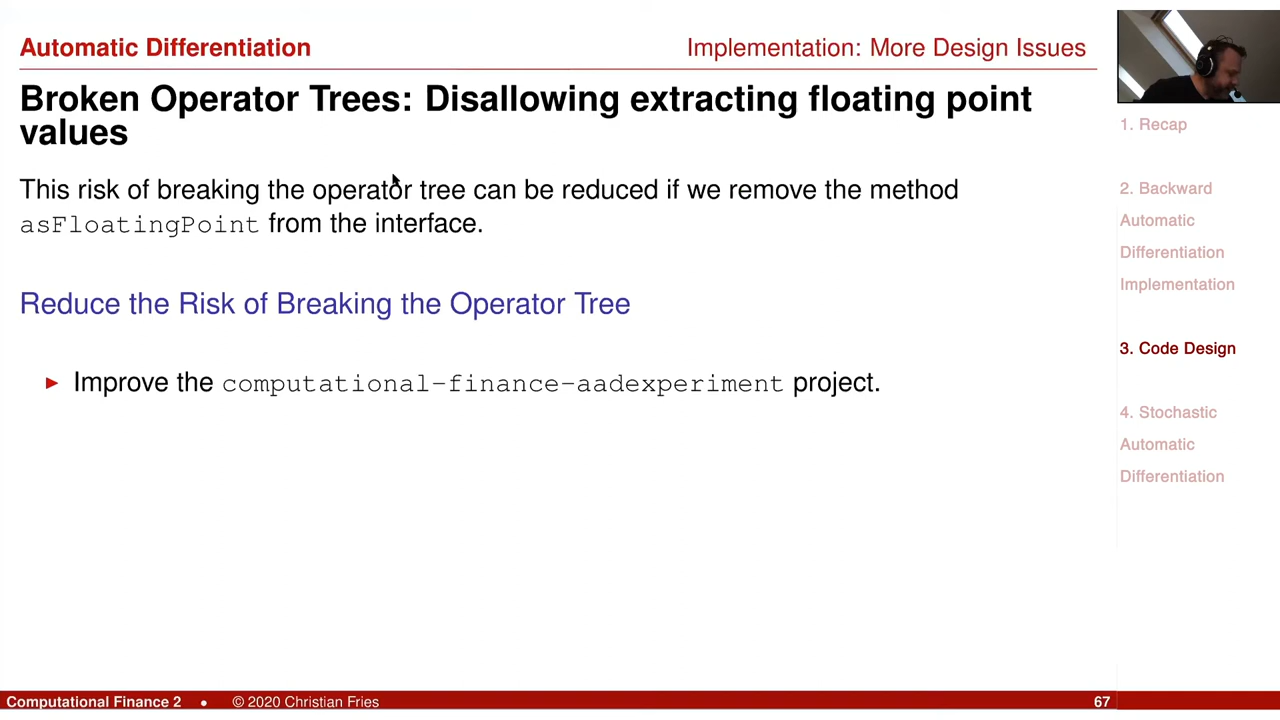 Automatic Differentiation
Implementation: More Design Issues
Broken Operator Trees: Disallowing extracting floating point
values
This risk of breaking the operator tree can be reduced if we remove the method
asFloatingPoint from the interface.
Reduce the Risk of Breaking the Operator Tree
Improve the computational-finance-aadexperiment project.
1. Recap
2. Backward
Automatic
Differentiation
Implementation
3. Code Design
4. Stochastic
Automatic
Differentiation
Computational Finance 2 • © 2020 Christian Fries
67